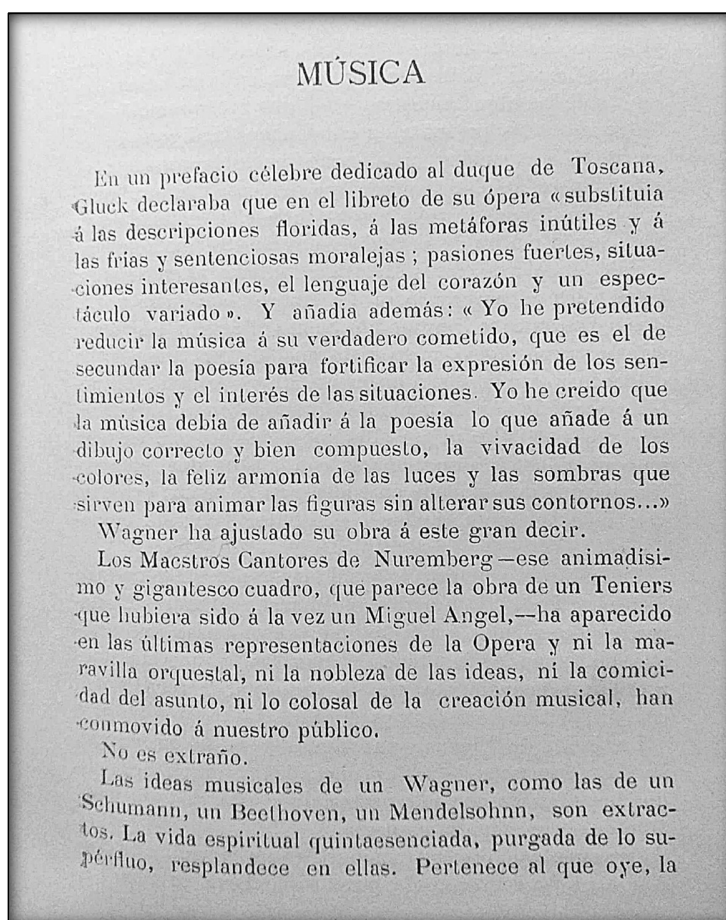 MÚSICA
En un prefacio célebre dedicado al duque de Toscana,
Gluck declaraba que en el libreto de su ópera « substituia
á las descripciones floridas, á las metáforas inútiles y á
las frias y sentenciosas moralejas ; pasiones fuertes, situa-
ciones interesantes, el lenguaje del corazón y un espec-
táculo variado ». Y añadia además: « Yo he pretendido
reducir la música á su verdadero cometido, que es el de
secundar la poesía para fortificar la expresión de los sen-
timientos y el interés de las situaciones. Yo he creido que
la música debia de añadir á la poesia lo que añade á un
dibujo correcto y bien compuesto, la vivacidad de los
colores, la feliz armonia de las luces y las sombras que
sirven para animar las figuras sin alterar sus contornos...»
Wagner ha ajustado su obra á este gran decir.
Los Maestros Cantores de Nuremberg—ese animadisi-
mo y gigantesco cuadro, que parece la obra de un Teniers
que hubiera sido á la vez un Miguel Angel,—ha aparecido
en las últimas representaciones de la Opera y ni la ma-
ravilla orquestal, ni la nobleza de las ideas, ni la comici-
dad del asunto, ni lo colosal de la creación musical, han
conmovido á nuestro público.
No es extraño.
Las ideas musicales de un Wagner, como las de un
Schumann, un Beethoven, un Mendelsohnn, son extrac-
tos. La vida espiritual quintaesenciada, purgada de lo su-
pérfluo, resplandece en ellas. Pertenece al que oye, la